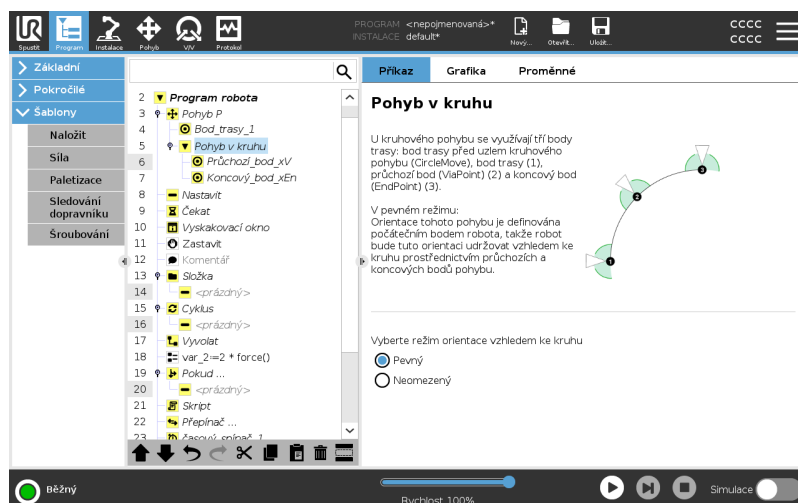 PROGRAM <nepojmenovaná>*
INSTALACE default*
cccc
cccc
Spustit
Program
Instalace
Pohyb
V/V
Protokol
Nový...
Otevřít...
Uložit...
Základní
Pokročilé
Šablony
Naložit
Síla
Paletizace
Sledování
dopravníku
Šroubování
2 Program robota
3 Pohyb P
4 Bod_trasy_1
5 Pohyb v kruhu
6 Průchozí_bod_xV
7 Koncový_bod_xEn
8 Nastavit
9 Čekat
10 Vyskakovací okno
11 Zastavit
12 Komentář
13 Složka
14 <prázdný>
15 Cyklus
16 <prázdný>
17 Vyvolat
18 var_2≔2 * force()
19 Pokud ...
20 <prázdný>
21 Skript
22 Přepínač ...
23 časový_spínač_1
Příkaz
Grafika
Proměnné
Pohyb v kruhu
U kruhového pohybu se využívají tří body
trasy: bod trasy před uzlem kruhového
pohybu (CircleMove), bod trasy (1),
průchozí bod (ViaPoint) (2) a koncový bod
(EndPoint) (3).
V pevném režimu:
Orientace tohoto pohybu je definována
počátečním bodem robota, takže robot
bude tuto orientaci udržovat vzhledem ke
kruhu prostřednictvím průchozích a
koncových bodů pohybu.
1
2
3
Vyberte režim orientace vzhledem ke kruhu
Pevný
Neomezený
Běžný
Rychlost 100%
Simulace